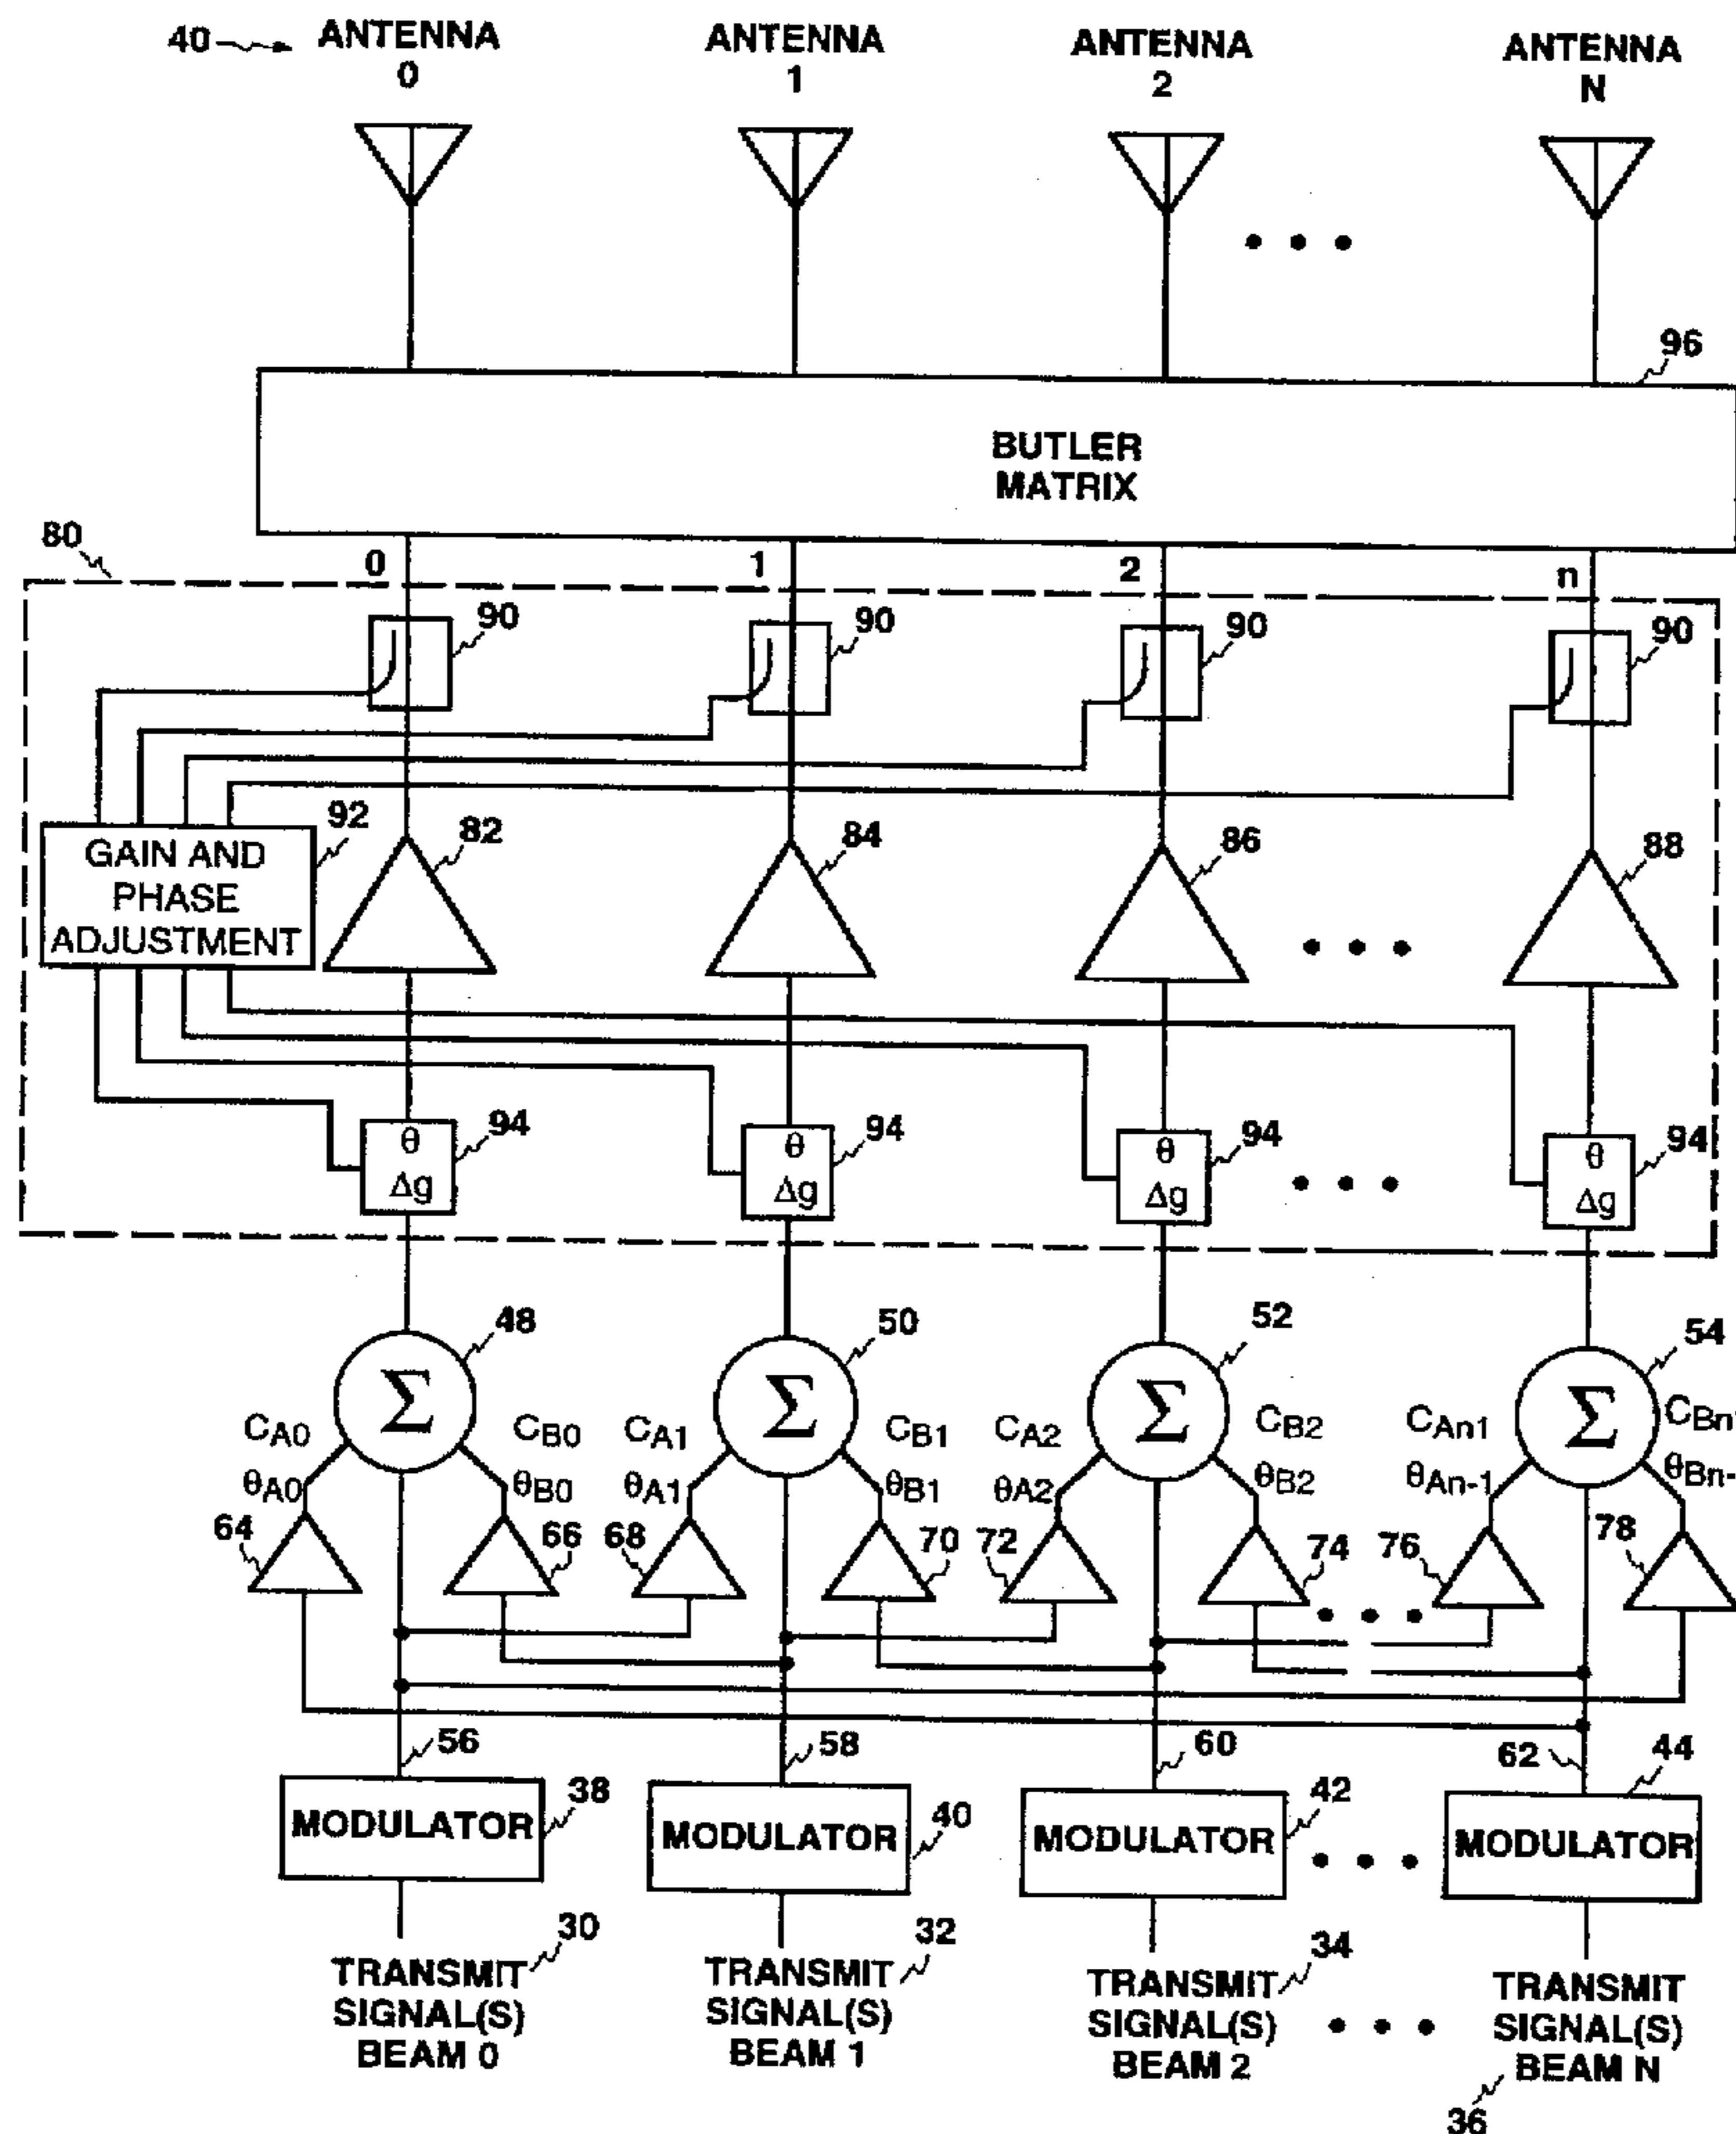 40 ANTENNA 0 ANTENNA 1 ANTENNA 2 ANTENNA N
96
BUTLER
MATRIX
80 0 1 2 n
90 90 90 90
92 82 84 86 88
GAIN AND
PHASE
ADJUSTMENT
94 94 94 94
θ θ θ θ
Δg Δg Δg Δg
48 50 52 54
Σ Σ Σ Σ
CA0 CB0 CA1 CB1 CA2 CB2 CAn1 CBn
θA0 θB0 θA1 θB1 θA2 θB2 θAn-1 θBn-
64 66 68 70 72 74 76 78
56 58 60 62 44
38 40 42
MODULATOR MODULATOR MODULATOR MODULATOR
30 32 34
TRANSMIT TRANSMIT TRANSMIT TRANSMIT
SIGNAL(S) SIGNAL(S) SIGNAL(S) SIGNAL(S)
BEAM 0 BEAM 1 BEAM 2 BEAM N
36